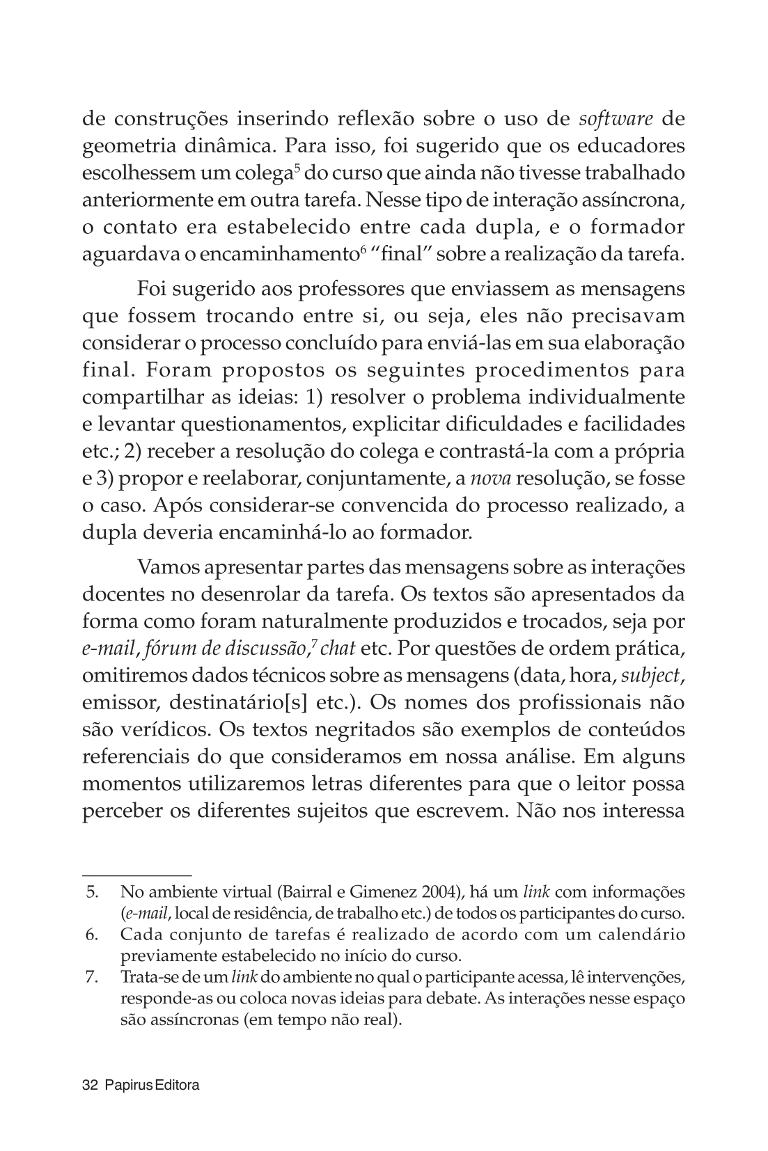 de construções inserindo reflexão sobre o uso de software de
geometria dinâmica. Para isso, foi sugerido que os educadores
escolhessem um colega⁵ do curso que ainda não tivesse trabalhado
anteriormente em outra tarefa. Nesse tipo de interação assíncrona,
o contato era estabelecido entre cada dupla, e o formador
aguardava o encaminhamento⁶ “final” sobre a realização da tarefa.
Foi sugerido aos professores que enviassem as mensagens
que fossem trocando entre si, ou seja, eles não precisavam
considerar o processo concluído para enviá-las em sua elaboração
final. Foram propostos os seguintes procedimentos para
compartilhar as ideias: 1) resolver o problema individualmente
e levantar questionamentos, explicitar dificuldades e facilidades
etc.; 2) receber a resolução do colega e contrastá-la com a própria
e 3) propor e reelaborar, conjuntamente, a nova resolução, se fosse
o caso. Após considerar-se convencida do processo realizado, a
dupla deveria encaminhá-lo ao formador.
Vamos apresentar partes das mensagens sobre as interações
docentes no desenrolar da tarefa. Os textos são apresentados da
forma como foram naturalmente produzidos e trocados, seja por
e-mail, fórum de discussão,⁷ chat etc. Por questões de ordem prática,
omitiremos dados técnicos sobre as mensagens (data, hora, subject,
emissor, destinatário[s] etc.). Os nomes dos profissionais não
são verídicos. Os textos negritados são exemplos de conteúdos
referenciais do que consideramos em nossa análise. Em alguns
momentos utilizaremos letras diferentes para que o leitor possa
perceber os diferentes sujeitos que escrevem. Não nos interessa
5. No ambiente virtual (Bairral e Gimenez 2004), há um link com informações
(e-mail, local de residência, de trabalho etc.) de todos os participantes do curso.
6. Cada conjunto de tarefas é realizado de acordo com um calendário
previamente estabelecido no início do curso.
7. Trata-se de um link do ambiente no qual o participante acessa, lê intervenções,
responde-as ou coloca novas ideias para debate. As interações nesse espaço
são assíncronas (em tempo não real).
32 Papirus Editora